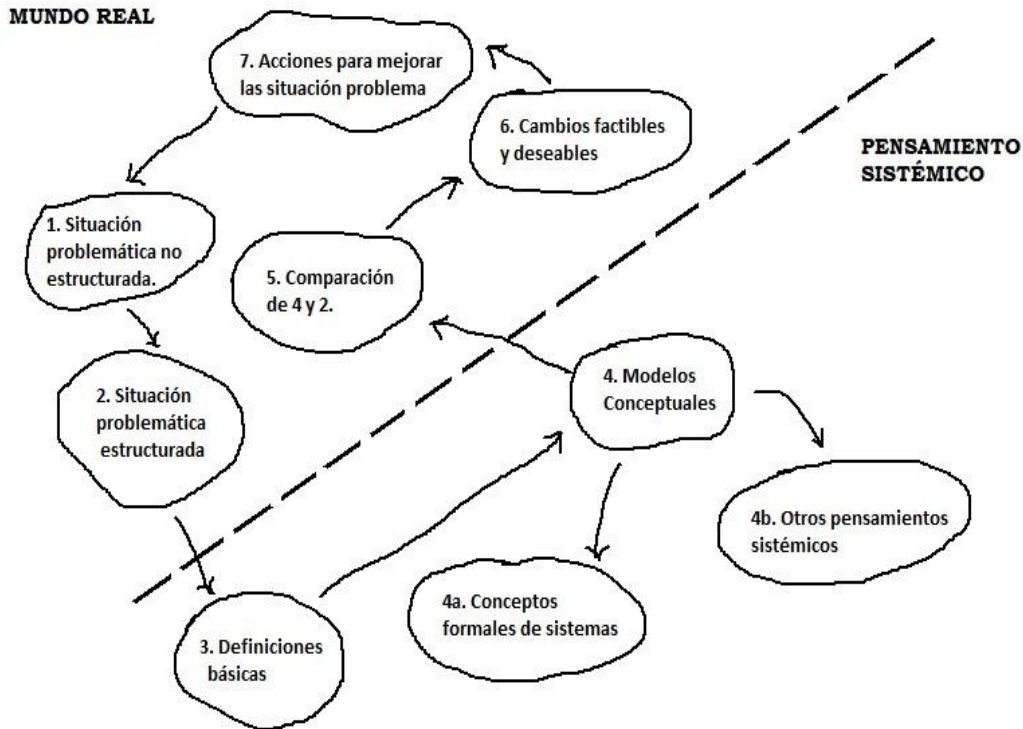 MUNDO REAL
7. Acciones para mejorar
las situación problema
6. Cambios factibles
y deseables
PENSAMIENTO
SISTÉMICO
1. Situación
problemática no
estructurada.
5. Comparación
de 4 y 2.
2. Situación
problemática
estructurada
4. Modelos
Conceptuales
4b. Otros pensamientos
sistémicos
4a. Conceptos
formales de sistemas
3. Definiciones
básicas